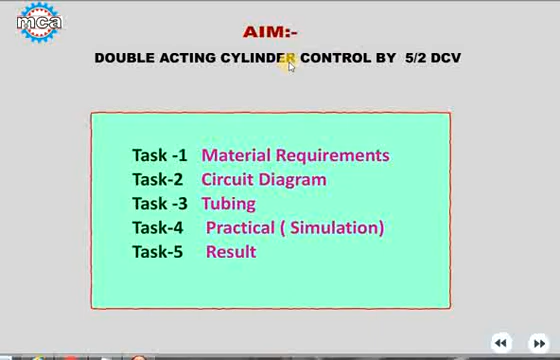 mca
AIM:-
DOUBLE ACTING CYLINDER CONTROL BY 5/2 DCV
Task -1 Material Requirements
Task-2 Circuit Diagram
Task -3 Tubing
Task-4 Practical ( Simulation)
Task-5 Result